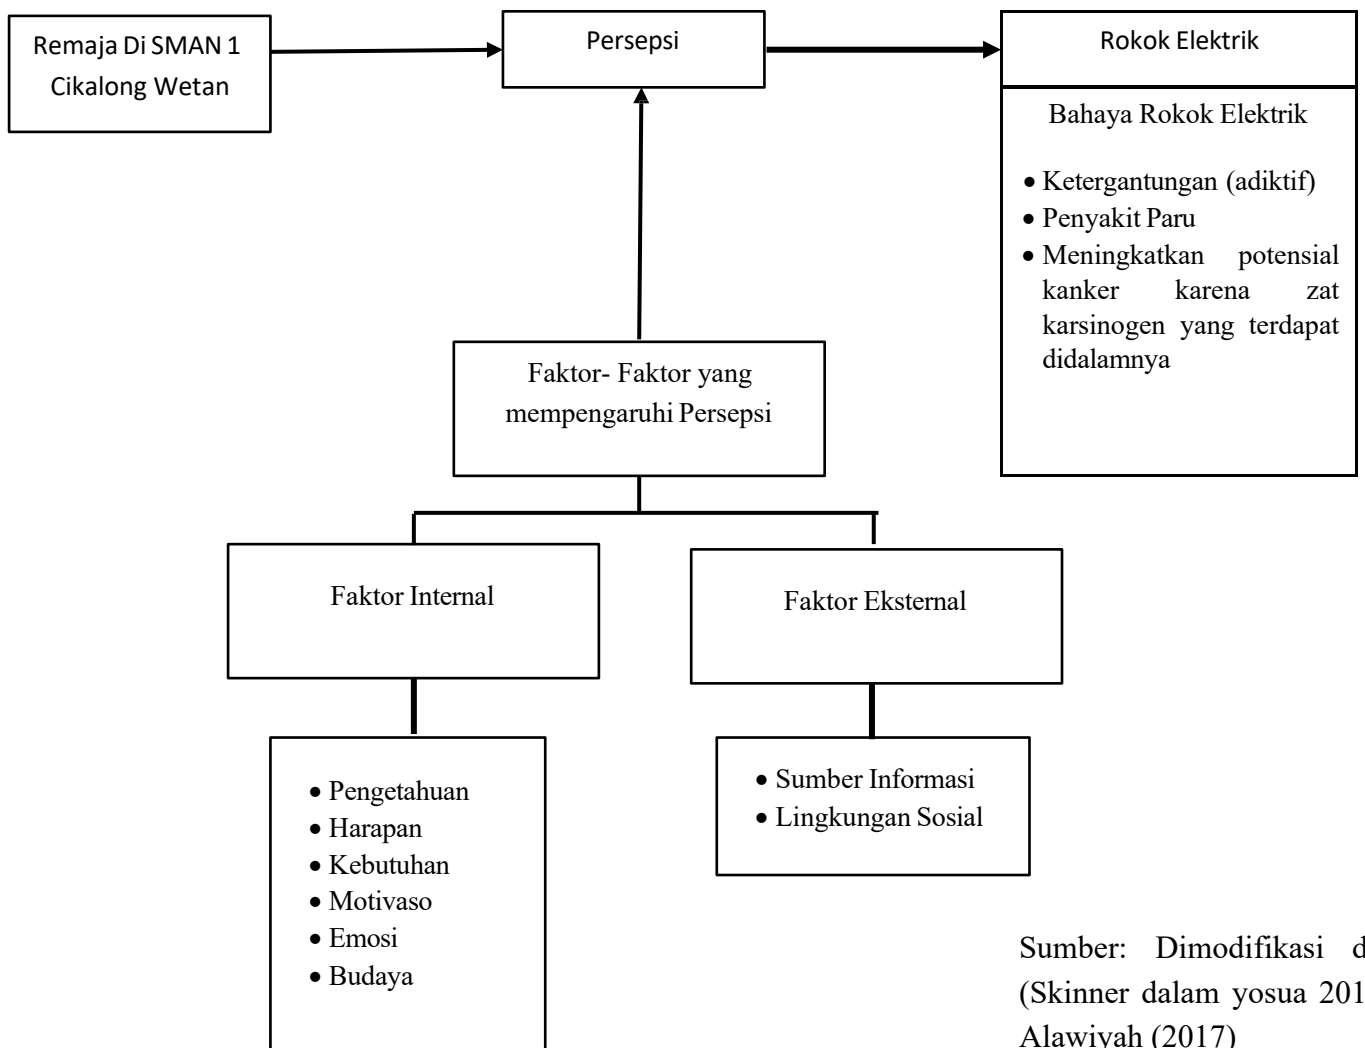 Remaja Di SMAN 1
Cikalong Wetan
Persepsi
Rokok Elektrik
Bahaya Rokok Elektrik
• Ketergantungan (adiktif)
• Penyakit Paru
• Meningkatkan potensial
kanker karena zat
karsinogen yang terdapat
didalamnya
Faktor- Faktor yang
mempengaruhi Persepsi
Faktor Internal
Faktor Eksternal
• Pengetahuan
• Harapan
• Kebutuhan
• Motivaso
• Emosi
• Budaya
• Sumber Informasi
• Lingkungan Sosial
Sumber: Dimodifikasi
(Skinner dalam yosua
Alawiyah (2017)